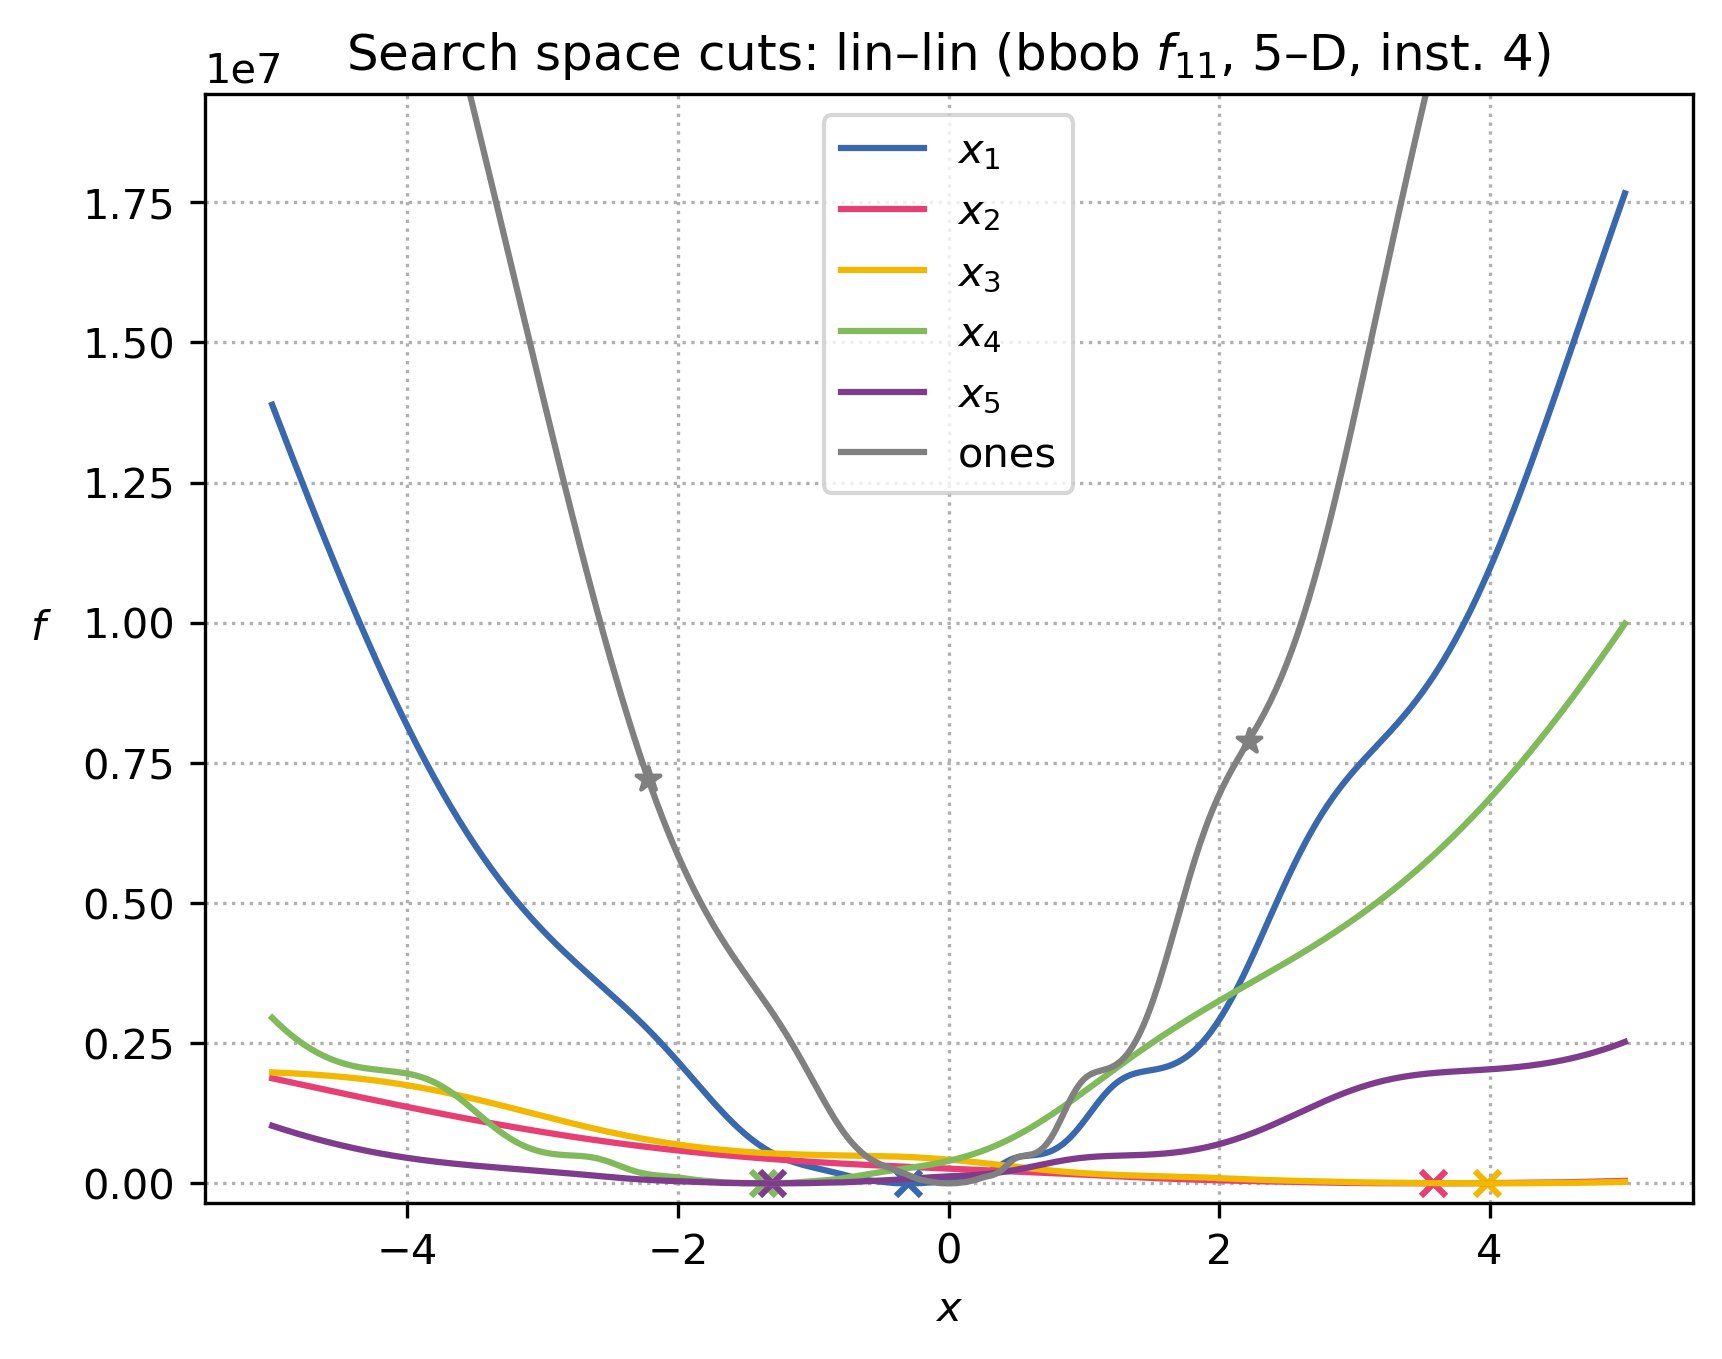 Search space cuts: lin–lin (bbob f₁₁, 5–D, inst. 4)
1e7
x₁
x₂
x₃
x₄
x₅
ones
1.75
1.50
1.25
1.00
0.75
0.50
0.25
0.00
f
−4 −2 0 2 4
x